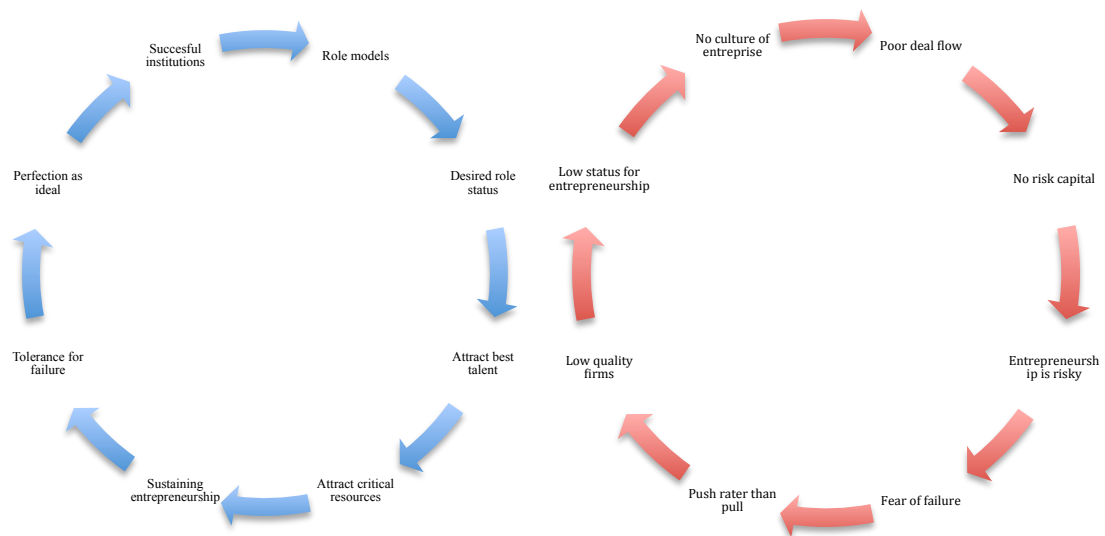 Succesful
institutions
Role models
Desired role
status
Attract best
talent
Attract critical
resources
Sustaining
entrepreneurship
Tolerance for
failure
Perfection as
ideal
No culture of
entreprise
Poor deal flow
No risk capital
Entrepreneursh
ip is risky
Fear of failure
Push rater than
pull
Low quality
firms
Low status for
entrepreneurship